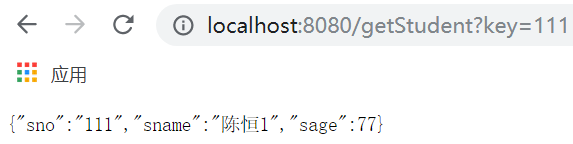 localhost:8080/getStudent?key=111
应用
{"sno":"111","sname":"陈恒1","sage":77}